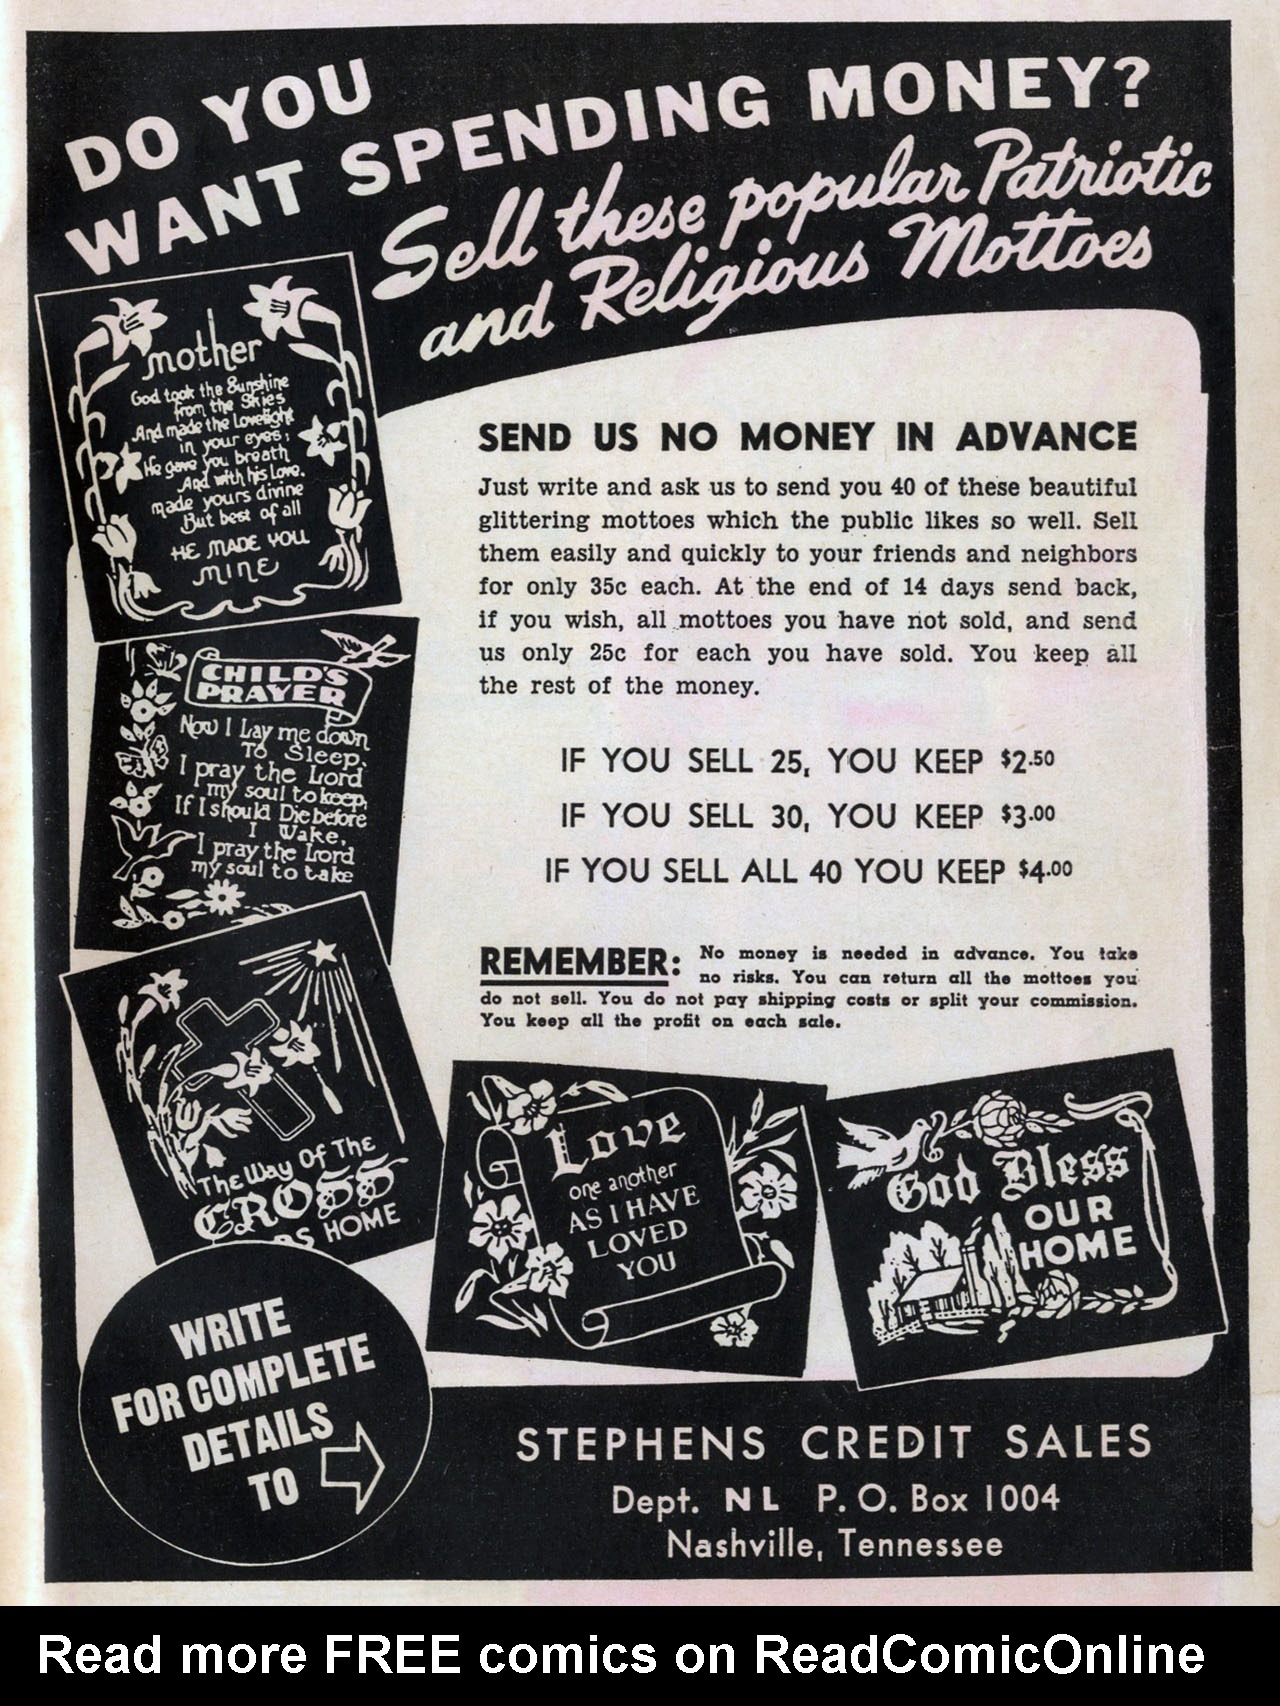 DO YOU
WANT SPENDING MONEY?
Sell these popular Patriotic
and Religious Mottoes
mother
God took the Sunshine
from the Skies
And made the Lovelight
in your eyes;
He gave you breath
And with his Love.
made yours divine
But best of all
HE MADE YOU
MINE
CHILD'S
PRAYER
Now I Lay me down
To Sleep,
I pray the Lord
my soul to keep,
If I should Die before
I Wake,
I pray the Lord
my soul to take
The Way Of The
CROSS
HOME
SEND US NO MONEY IN ADVANCE
Just write and ask us to send you 40 of these beautiful
glittering mottoes which the public likes so well. Sell
them easily and quickly to your friends and neighbors
for only 35c each. At the end of 14 days send back,
if you wish, all mottoes you have not sold, and send
us only 25c for each you have sold. You keep all
the rest of the money.
IF YOU SELL 25, YOU KEEP $2.50
IF YOU SELL 30, YOU KEEP $3.00
IF YOU SELL ALL 40 YOU KEEP $4.00
REMEMBER: No money is needed in advance. You take
no risks. You can return all the mottoes you
do not sell. You do not pay shipping costs or split your commission.
You keep all the profit on each sale.
Love
one another
AS I HAVE
LOVED
YOU
God Bless
OUR
HOME
WRITE
FOR COMPLETE
DETAILS
TO
STEPHENS CREDIT SALES
Dept. NL P. O. Box 1004
Nashville, Tennessee
Read more FREE comics on ReadComicOnline